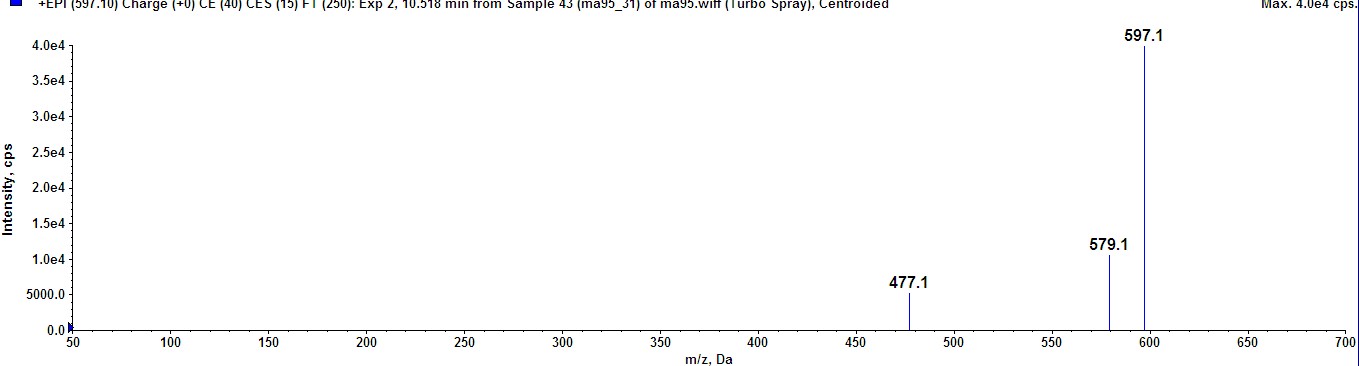 +EPI (597.10) Charge (+0) CE (40) CES (15) FT (250): Exp 2, 10.518 min from Sample 43 (ma95_31) of ma95.wiff (Turbo Spray), Centroided
Max. 4.0e4 cps.
597.1
4.0e4
3.5e4
3.0e4
2.5e4
2.0e4
1.5e4
1.0e4
5000.0
0.0
Intensity, cps
579.1
477.1
50 100 150 200 250 300 350 400 450 500 550 600 650 700
m/z, Da